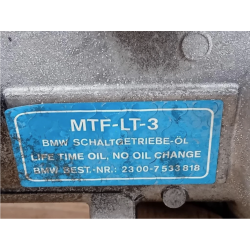 MTF-LT-3
BMW SCHALTGETRIEBE-ÖL
LIFE TIME OIL, NO OIL CHANGE
BMW BEST.-NR.: 23 00-7 533 818